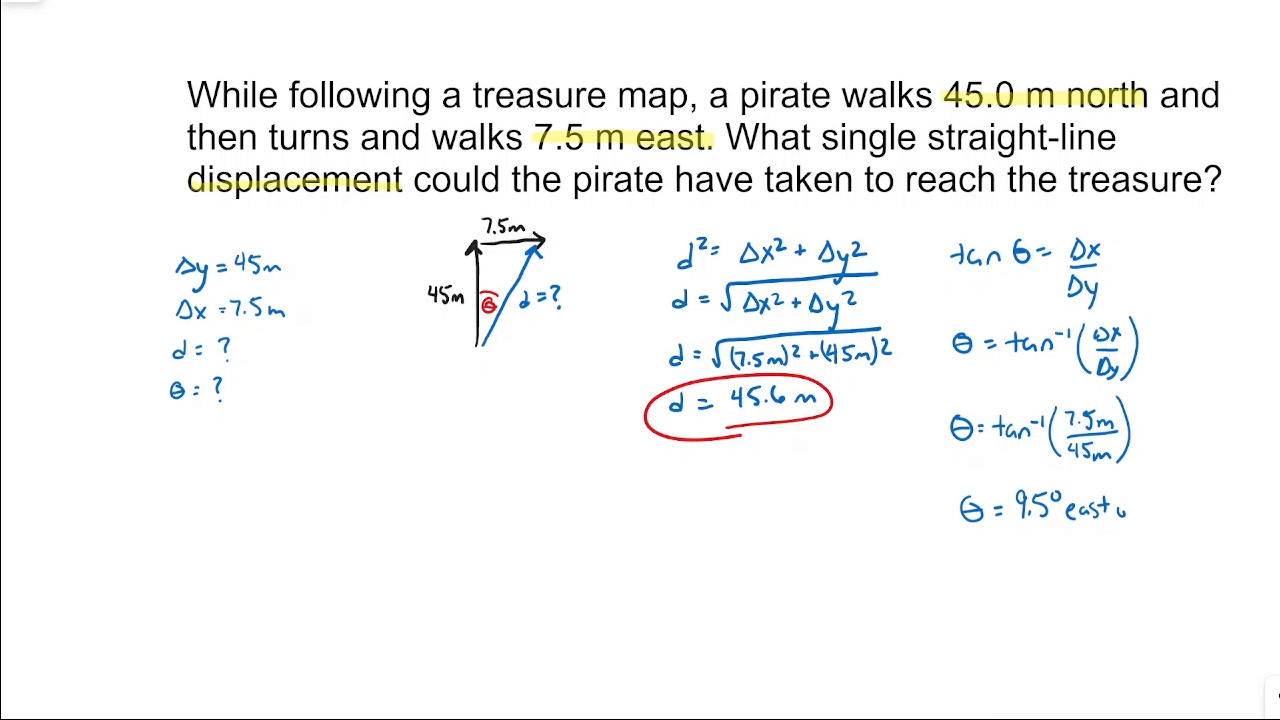 While following a treasure map, a pirate walks 45.0 m north and
then turns and walks 7.5 m east. What single straight-line
displacement could the pirate have taken to reach the treasure?
Δy = 45m
Δx = 7.5m
d = ?
θ = ?
7.5m
45m
θ
d = ?
d² = Δx² + Δy²
d = √Δx² + Δy²
d = √(7.5m)² + (45m)²
d = 45.6 m
tan θ = Δx/Δy
θ = tan⁻¹(Δx/Δy)
θ = tan⁻¹(7.5m/45m)
θ = 9.5° east